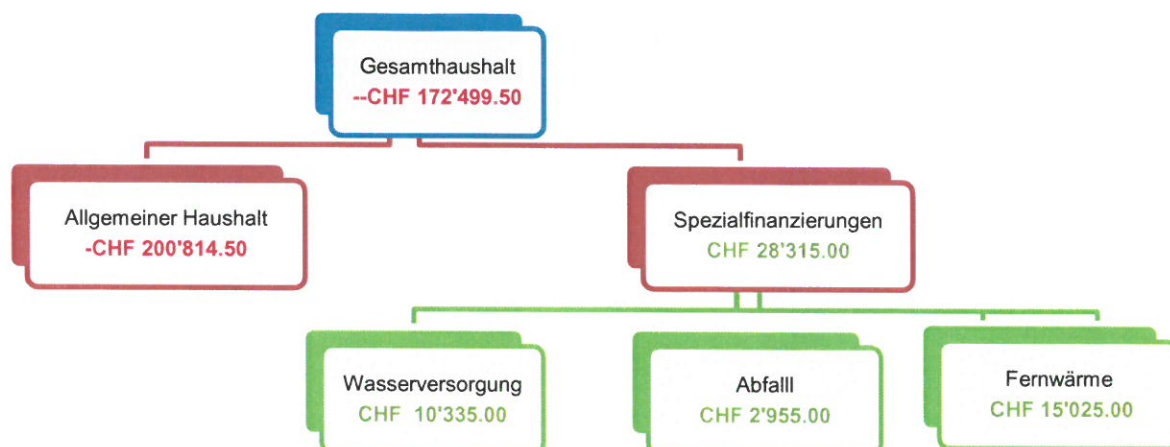 Gesamthaushalt
--CHF 172'499.50
Allgemeiner Haushalt
-CHF 200'814.50
Spezialfinanzierungen
CHF 28'315.00
Wasserversorgung
CHF 10'335.00
Abfalll
CHF 2'955.00
Fernwärme
CHF 15'025.00